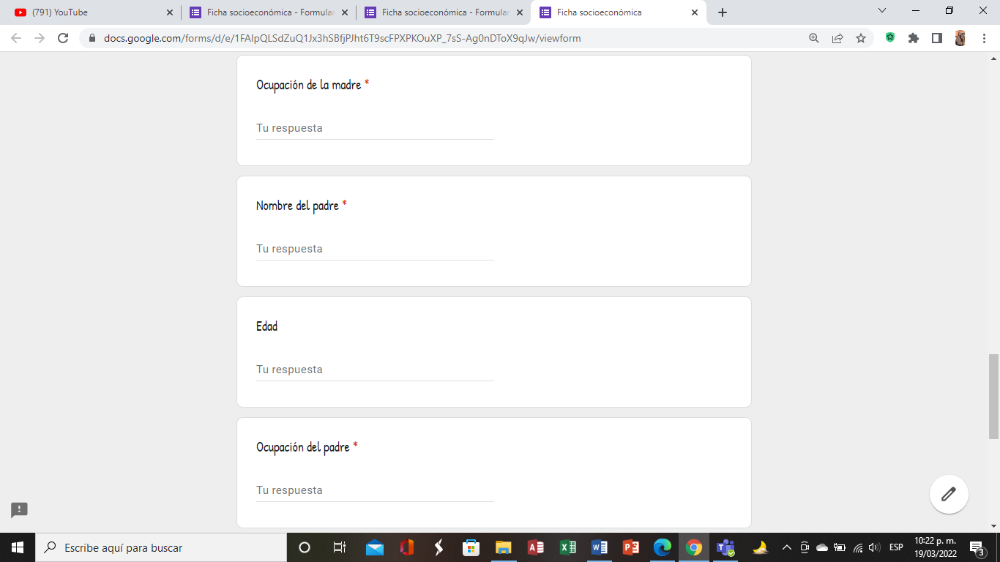 (791) YouTube
Ficha socioeconómica - Formular
Ficha socioeconómica - Formular
Ficha socioeconómica
docs.google.com/forms/d/e/1FAIpQLSdZuQ1Jx3hSBfjPJht6T9scFPXPKOuXP_7sS-Ag0nDToX9qJw/viewform
Ocupación de la madre *
Tu respuesta
Nombre del padre *
Tu respuesta
Edad
Tu respuesta
Ocupación del padre *
Tu respuesta
Escribe aquí para buscar
ESP
10:22 p. m.
19/03/2022
3